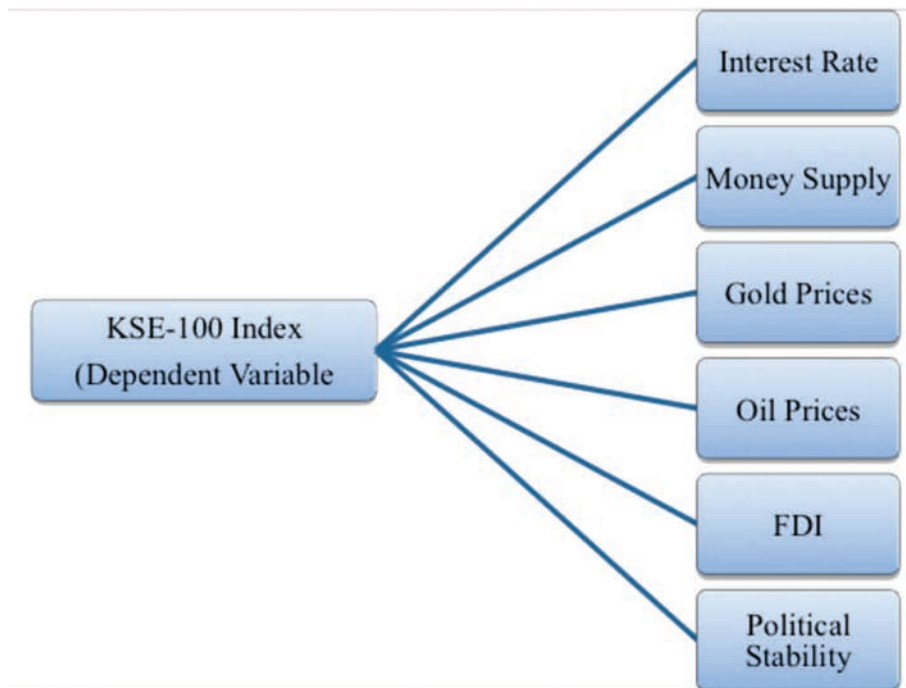 Interest Rate
Money Supply
Gold Prices
KSE-100 Index
(Dependent Variable
Oil Prices
FDI
Political
Stability